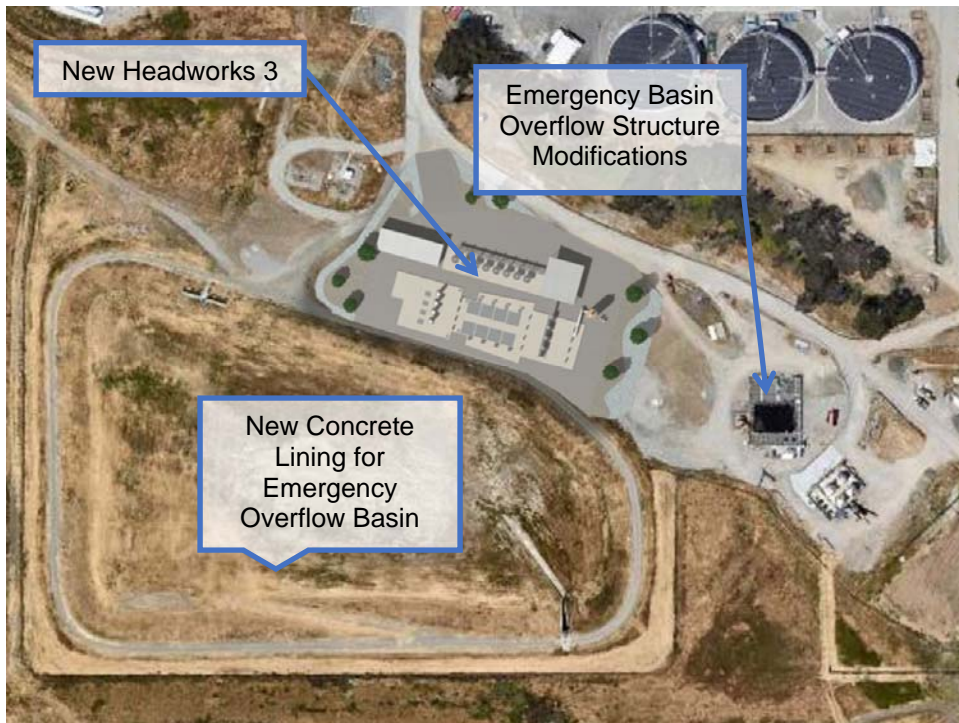 New Headworks 3
Emergency Basin
Overflow Structure
Modifications
New Concrete
Lining for
Emergency
Overflow Basin